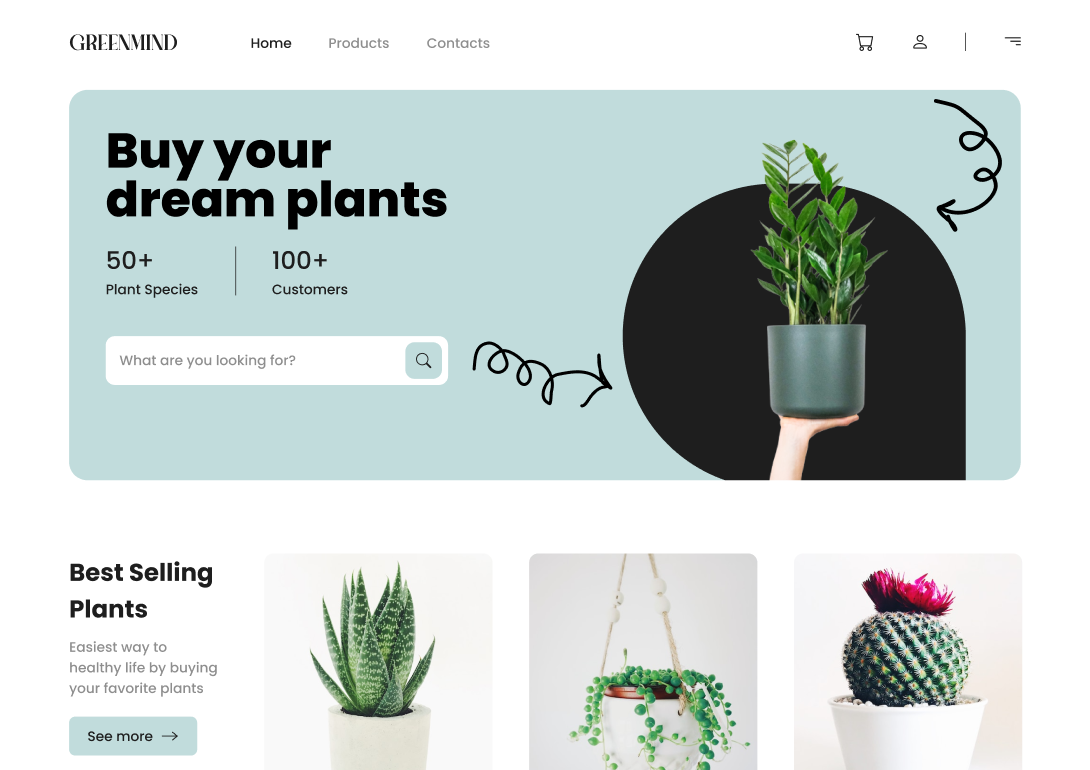 GREENMIND
Home
Products
Contacts
Buy your
dream plants
50+
Plant Species
100+
Customers
What are you looking for?
Best Selling
Plants
Easiest way to
healthy life by buying
your favorite plants
See more